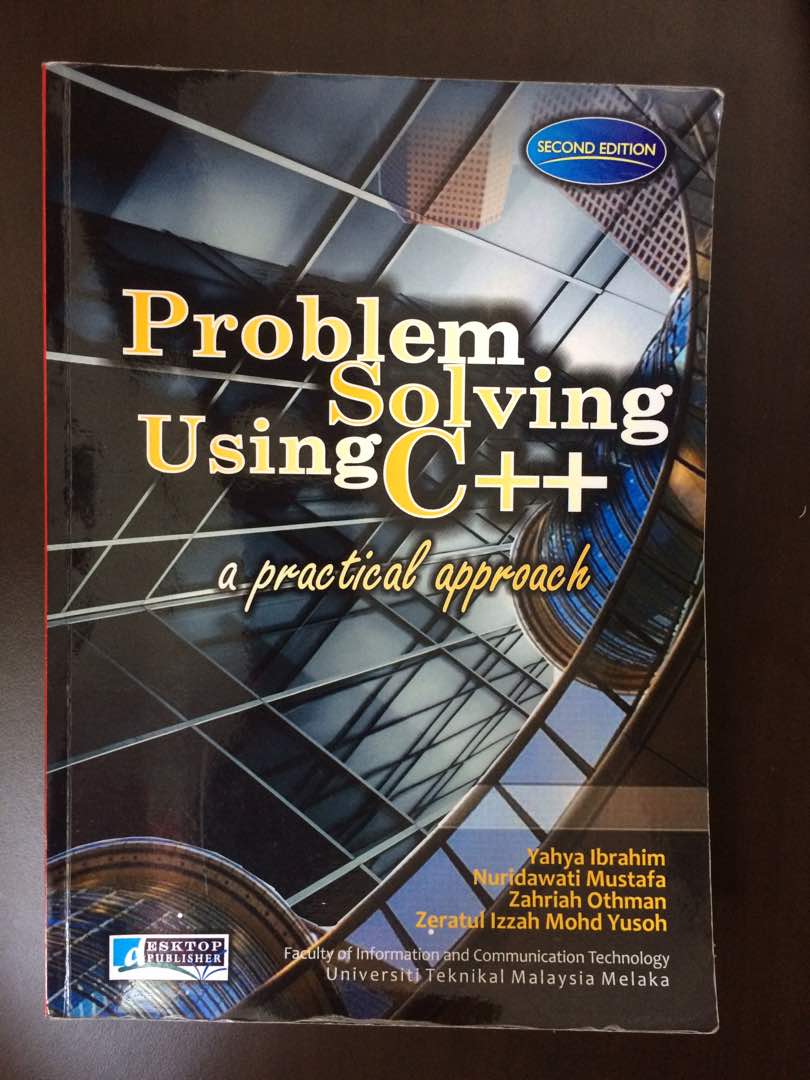 SECOND EDITION
Problem
Solving
Using C++
a practical approach
Yahya Ibrahim
Nuridawati Mustafa
Zahriah Othman
Zeratul Izzah Mohd Yusoh
Faculty of Information and Communication Technology
Universiti Teknikal Malaysia Melaka
dESKTOP
PUBLISHER